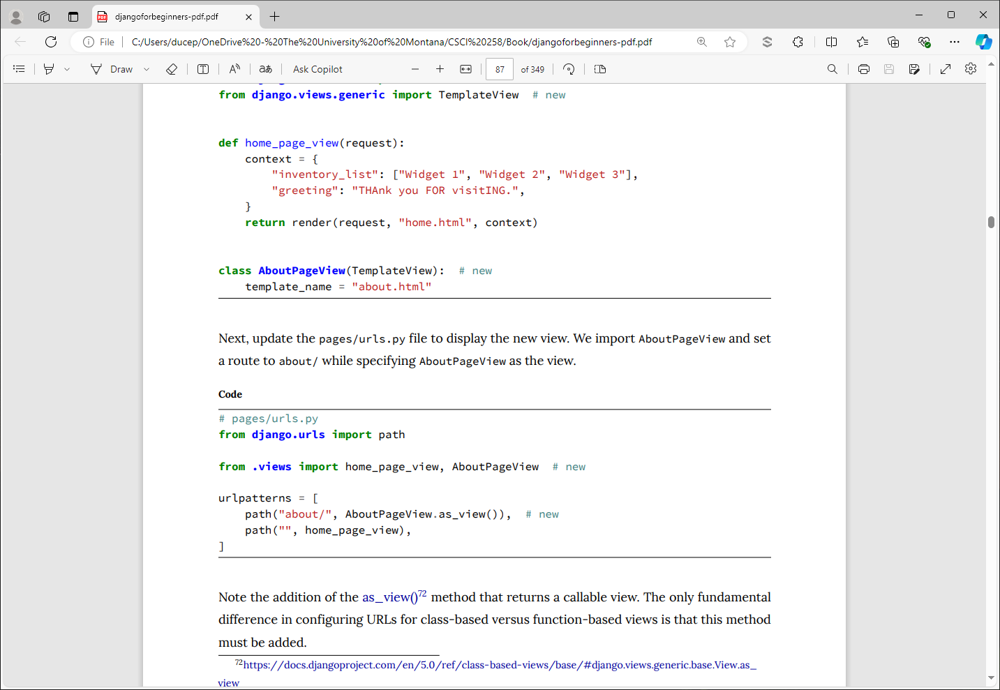 djangoforbeginners-pdf.pdf
File
C:/Users/ducep/OneDrive%20-%20The%20University%20of%20Montana/CSCI%20258/Book/djangoforbeginners-pdf.pdf
Draw
Ask Copilot
87 of 349
from django.views.generic import TemplateView  # new
def home_page_view(request):
    context = {
        "inventory_list": ["Widget 1", "Widget 2", "Widget 3"],
        "greeting": "THAnk you FOR visitING.",
    }
    return render(request, "home.html", context)
class AboutPageView(TemplateView):  # new
    template_name = "about.html"
Next, update the pages/urls.py file to display the new view. We import AboutPageView and set
a route to about/ while specifying AboutPageView as the view.
Code
# pages/urls.py
from django.urls import path
from .views import home_page_view, AboutPageView  # new
urlpatterns = [
    path("about/", AboutPageView.as_view()),  # new
    path("", home_page_view),
]
Note the addition of the as_view()72 method that returns a callable view. The only fundamental
difference in configuring URLs for class-based versus function-based views is that this method
must be added.
72https://docs.djangoproject.com/en/5.0/ref/class-based-views/base/#django.views.generic.base.View.as_
view